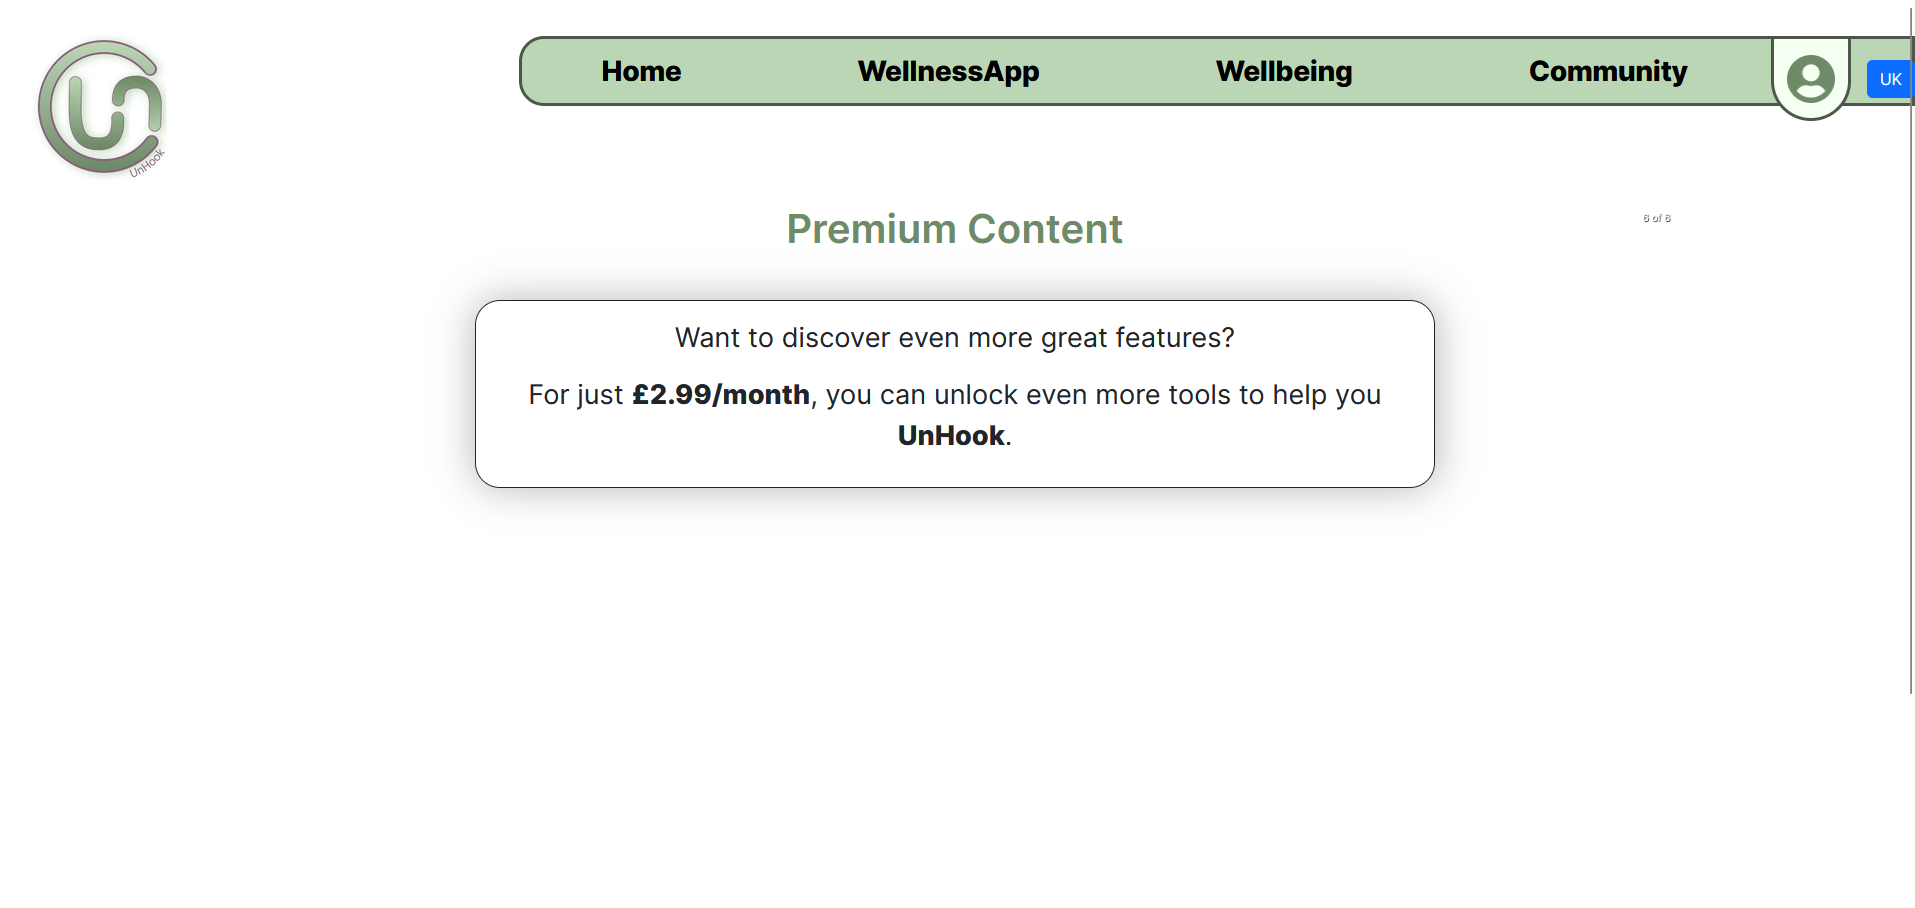 Home WellnessApp Wellbeing Community UK
UnHook
Premium Content
6 of 6
Want to discover even more great features?
For just £2.99/month, you can unlock even more tools to help you
UnHook.